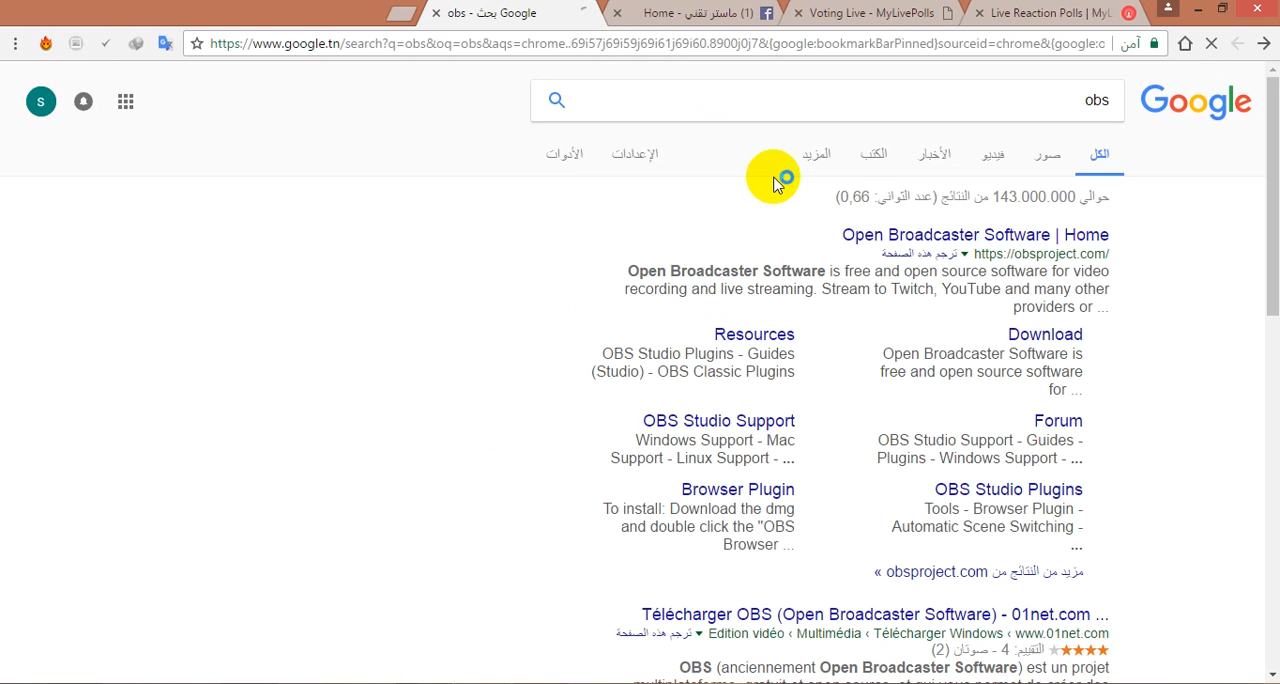 obs - بحث Google
(1) ماستر تقني - Home
Voting Live - MyLivePolls
Live Reaction Polls | MyL
https://www.google.tn/search?q=obs&oq=obs&aqs=chrome..69i57j69i59j69i61j69i60.8900j0j7&{google:bookmarkBarPinned}sourceid=chrome&{google:o
آمن
S
obs
Google
الكل
صور
فيديو
الأخبار
الكتب
المزيد
الإعدادات
الأدوات
حوالي 143.000.000 من النتائج (عدد الثواني: 0,66)
Open Broadcaster Software | Home
https://obsproject.com/ ▼ ترجم هذه الصفحة
Open Broadcaster Software is free and open source software for video
recording and live streaming. Stream to Twitch, YouTube and many other
providers or ...
Download
Open Broadcaster Software is
free and open source software
for ...
Resources
OBS Studio Plugins - Guides
(Studio) - OBS Classic Plugins
Forum
OBS Studio Support - Guides -
Plugins - Windows Support - ...
OBS Studio Support
Windows Support - Mac
Support - Linux Support - ...
OBS Studio Plugins
Tools - Browser Plugin -
Automatic Scene Switching -
...
Browser Plugin
To install: Download the dmg
and double click the "OBS
Browser ...
مزيد من النتائج من obsproject.com »
Télécharger OBS (Open Broadcaster Software) - 01net.com ...
www.01net.com › Télécharger Windows › Multimédia › Edition vidéo ▼ ترجم هذه الصفحة
★★★★★ التقييم: 4 - صوتان (2)
OBS (anciennement Open Broadcaster Software) est un projet